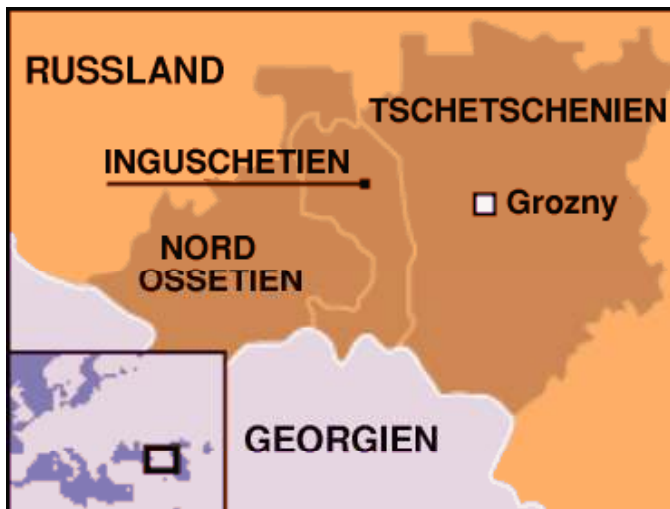 RUSSLAND
TSCHETSCHENIEN
INGUSCHETIEN
Grozny
NORD
OSSETIEN
GEORGIEN